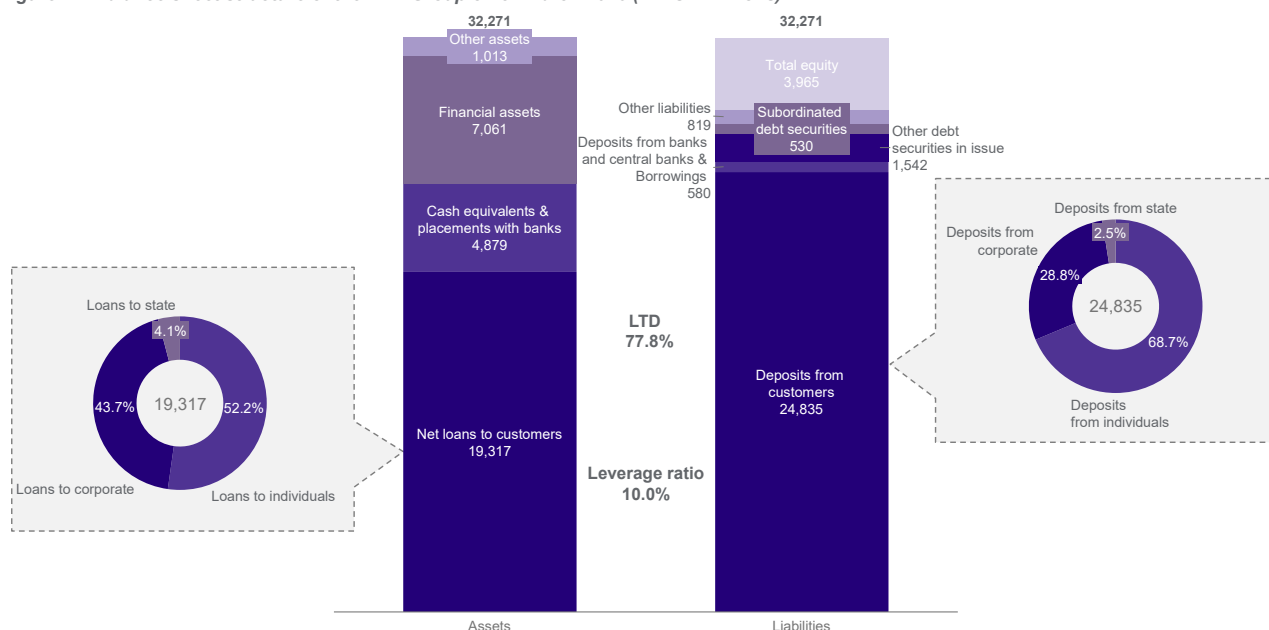 32,271
32,271
Other assets
1,013
Financial assets
7,061
Cash equivalents &
placements with banks
4,879
Net loans to customers
19,317
Assets
Loans to state
4.1%
43.7%
19,317
52.2%
Loans to corporate
Loans to individuals
LTD
77.8%
Leverage ratio
10.0%
Total equity
3,965
Other liabilities
819
Subordinated
debt securities
530
Deposits from banks
and central banks &
Borrowings
580
Other debt
securities in issue
1,542
Deposits from
customers
24,835
Liabilities
Deposits from state
2.5%
Deposits from
corporate
28.8%
24,835
68.7%
Deposits
from individuals